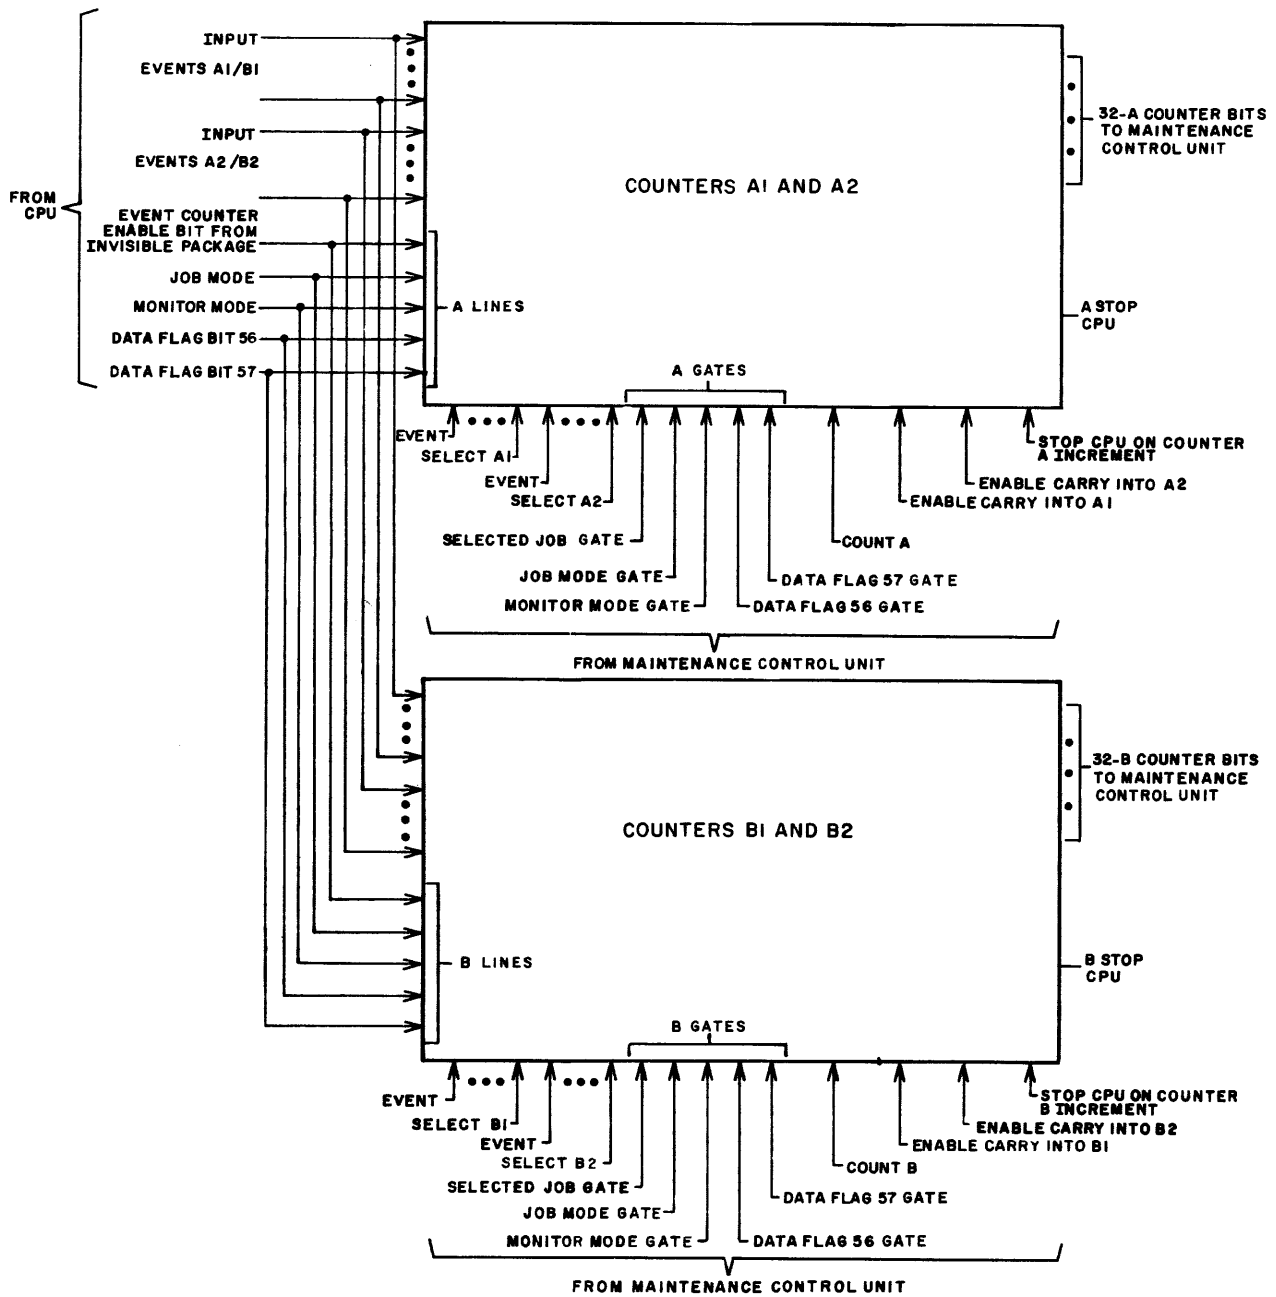 INPUT
EVENTS A1/B1
INPUT
EVENTS A2/B2
FROM
CPU
EVENT COUNTER
ENABLE BIT FROM
INVISIBLE PACKAGE
JOB MODE
MONITOR MODE
DATA FLAG BIT 56
DATA FLAG BIT 57
COUNTERS A1 AND A2
A LINES
A GATES
32-A COUNTER BITS
TO MAINTENANCE
CONTROL UNIT
A STOP
CPU
EVENT
SELECT A1
EVENT
SELECT A2
SELECTED JOB GATE
JOB MODE GATE
MONITOR MODE GATE
DATA FLAG 56 GATE
DATA FLAG 57 GATE
COUNT A
ENABLE CARRY INTO A1
ENABLE CARRY INTO A2
STOP CPU ON COUNTER
A INCREMENT
FROM MAINTENANCE CONTROL UNIT
COUNTERS B1 AND B2
B LINES
B GATES
32-B COUNTER BITS
TO MAINTENANCE
CONTROL UNIT
B STOP
CPU
EVENT
SELECT B1
EVENT
SELECT B2
SELECTED JOB GATE
JOB MODE GATE
MONITOR MODE GATE
DATA FLAG 56 GATE
DATA FLAG 57 GATE
COUNT B
ENABLE CARRY INTO B1
ENABLE CARRY INTO B2
STOP CPU ON COUNTER
B INCREMENT
FROM MAINTENANCE CONTROL UNIT